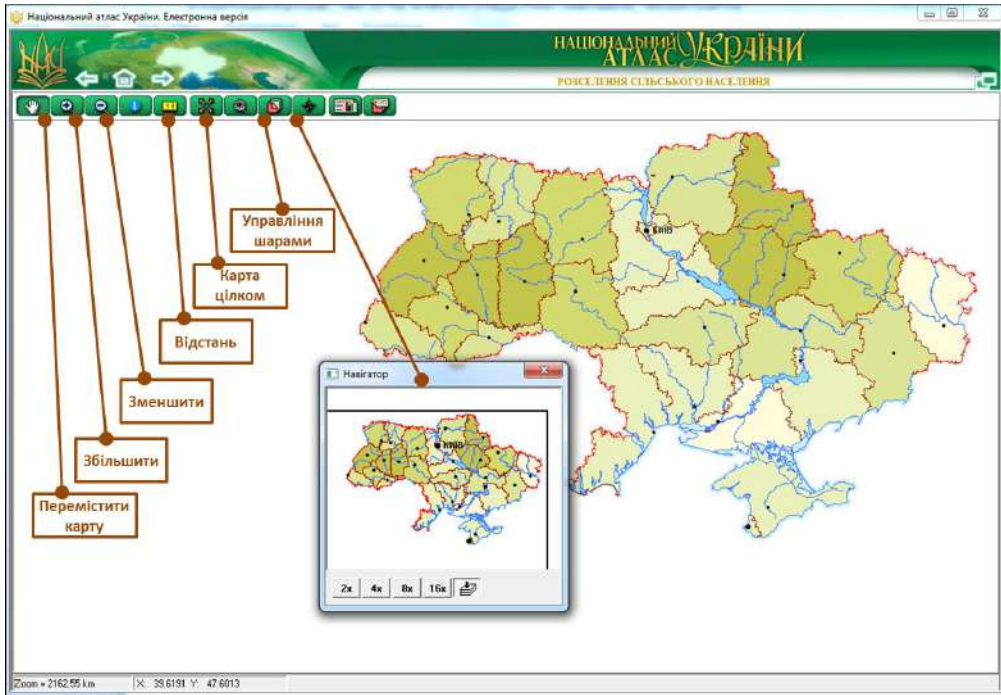 Національний атлас України. Електронна версія
НАЦІОНАЛЬНИЙ
АТЛАС УКРАЇНИ
РОЗСЕЛЕННЯ СІЛЬСЬКОГО НАСЕЛЕННЯ
Управління
шарами
КИЇВ
Карта
цілком
Відстань
Навігатор
Зменшити
КИЇВ
Збільшити
Перемістити
карту
2x 4x 8x 16x
Zoom = 2162.55 km X: 39.6191 Y: 47.6013